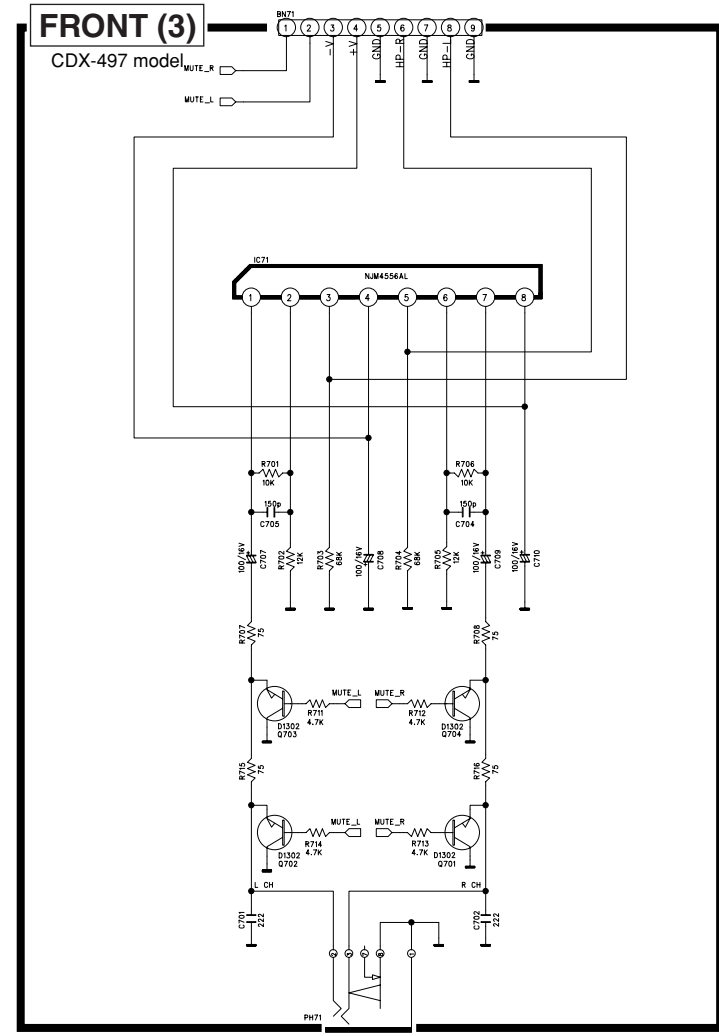 FRONT (3)
CDX-497 model
BN71
1 2 3 4 5 6 7 8 9
-V +V GND HP-R GND HP-L GND
MUTE_R
MUTE_L
IC71
NJM4556AL
1 2 3 4 5 6 7 8
R701 R706
10K 10K
150p 150p
C705 C704
100/16V C707 R702 12K R703 68K 100/16V C708 R704 68K R705 12K 100/16V C709 100/16V C710
R707 75 R708 75
MUTE_L MUTE_R
R711 R712
4.7K 4.7K
D1302 D1302
Q703 Q704
R715 75 R716 75
MUTE_L MUTE_R
R714 R713
4.7K 4.7K
D1302 D1302
Q702 Q701
L CH R CH
C701 222 C702 222
2 3 7 8 1
PH71